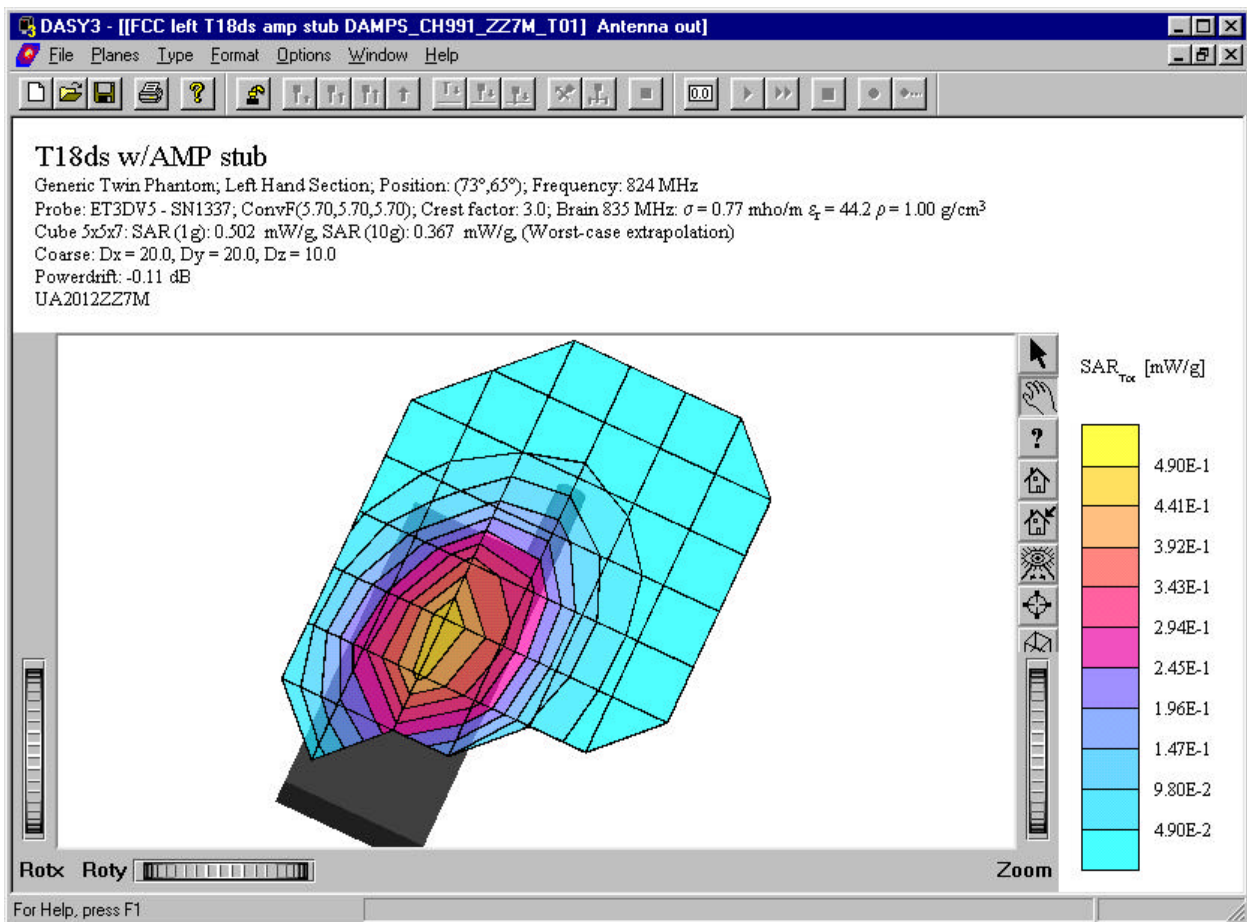 DASY3 - [[FCC left T18ds amp stub DAMPS_CH991_ZZ7M_T01]  Antenna out]
File Planes Type Format Options Window Help
0.0
T18ds w/AMP stub
Generic Twin Phantom; Left Hand Section; Position: (73°,65°); Frequency: 824 MHz
Probe: ET3DV5 - SN1337; ConvF(5.70,5.70,5.70); Crest factor: 3.0; Brain 835 MHz: σ = 0.77 mho/m εr = 44.2 ρ = 1.00 g/cm³
Cube 5x5x7: SAR (1g): 0.502 mW/g, SAR (10g): 0.367 mW/g, (Worst-case extrapolation)
Coarse: Dx = 20.0, Dy = 20.0, Dz = 10.0
Powerdrift: -0.11 dB
UA2012ZZ7M
SAR_Tot [mW/g]
4.90E-1
4.41E-1
3.92E-1
3.43E-1
2.94E-1
2.45E-1
1.96E-1
1.47E-1
9.80E-2
4.90E-2
Rotx Roty Zoom
For Help, press F1